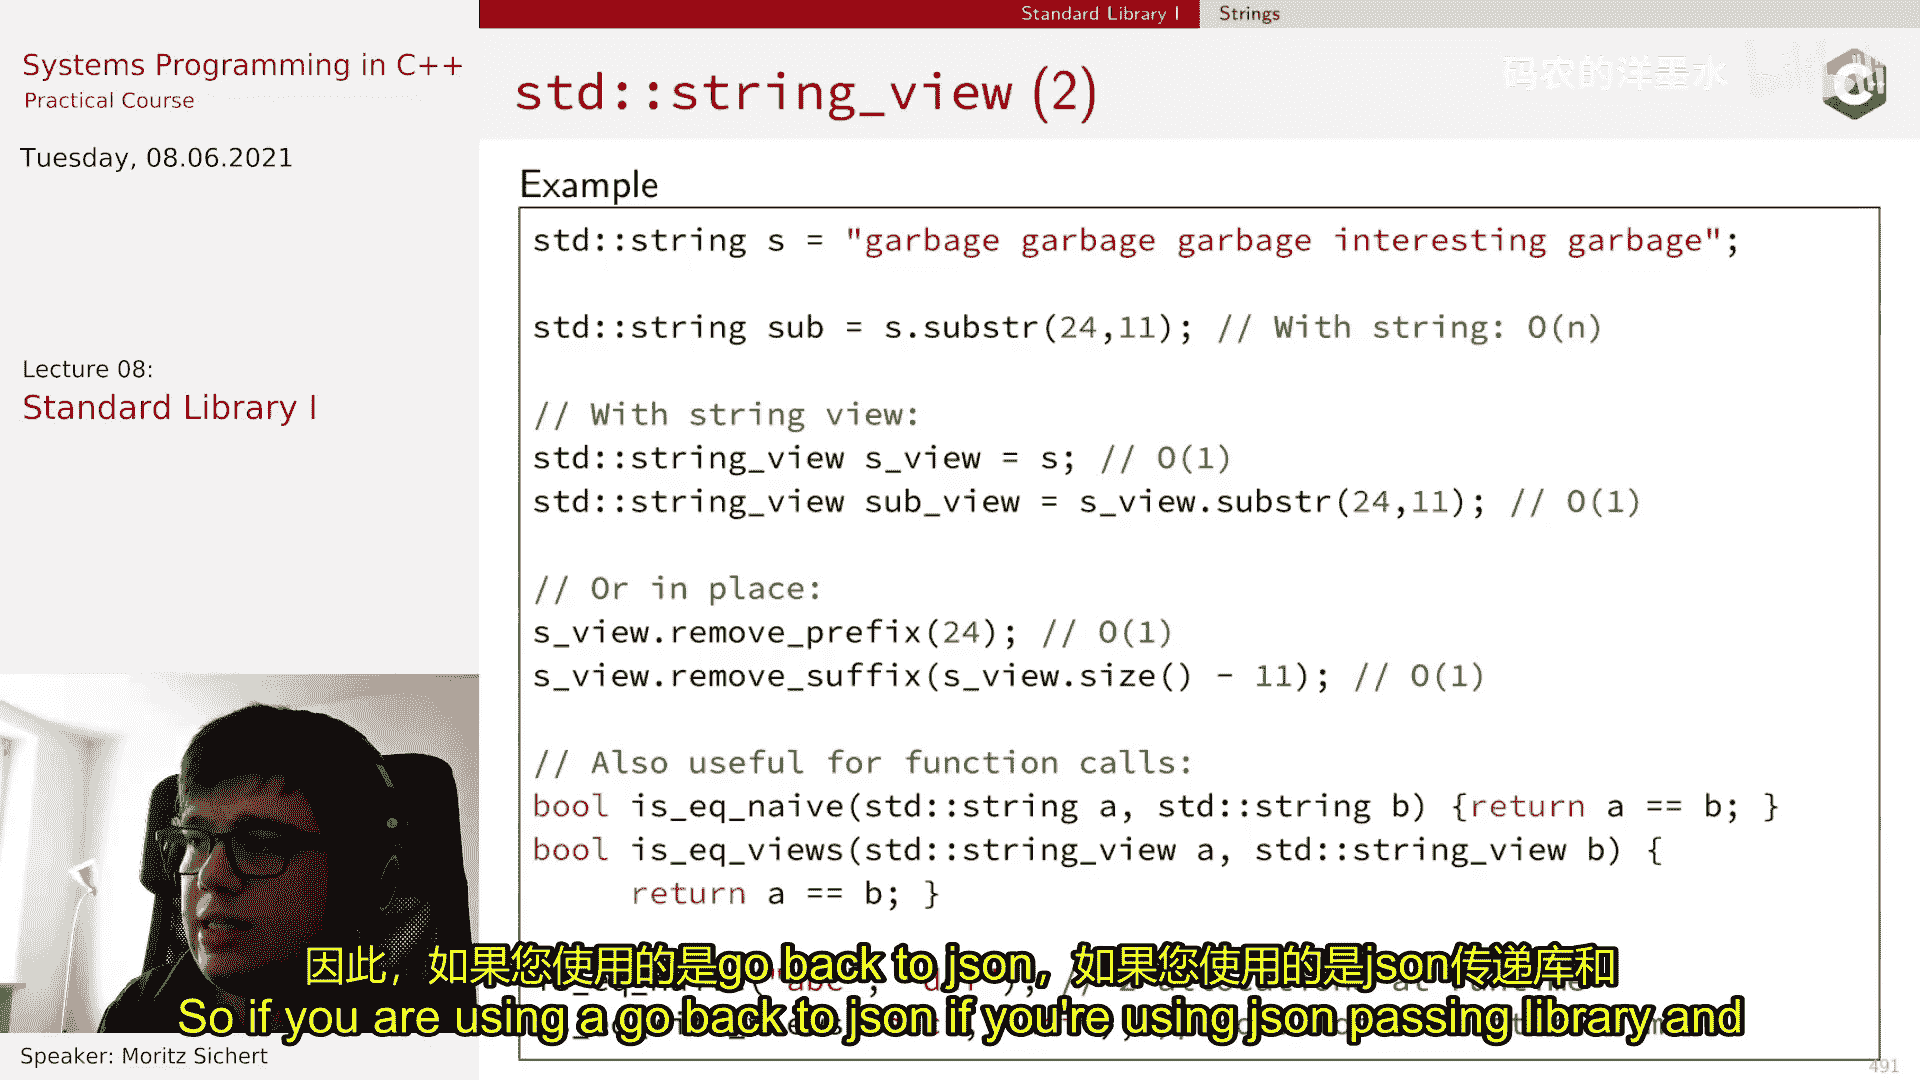 Standard Library I
Strings
Systems Programming in C++
Practical Course
Tuesday, 08.06.2021
Lecture 08:
Standard Library I
std::string_view (2)
码农的洋墨水
Example
std::string s = "garbage garbage garbage interesting garbage";
std::string sub = s.substr(24,11); // With string: O(n)
// With string view:
std::string_view s_view = s; // O(1)
std::string_view sub_view = s_view.substr(24,11); // O(1)
// Or in place:
s_view.remove_prefix(24); // O(1)
s_view.remove_suffix(s_view.size() - 11); // O(1)
// Also useful for function calls:
bool is_eq_naive(std::string a, std::string b) {return a == b; }
bool is_eq_views(std::string_view a, std::string_view b) {
return a == b; }
因此，如果您使用的是go back to json，如果您使用的是json传递库和
So if you are using a go back to json if you're using json passing library and
Speaker: Moritz Sichert
491